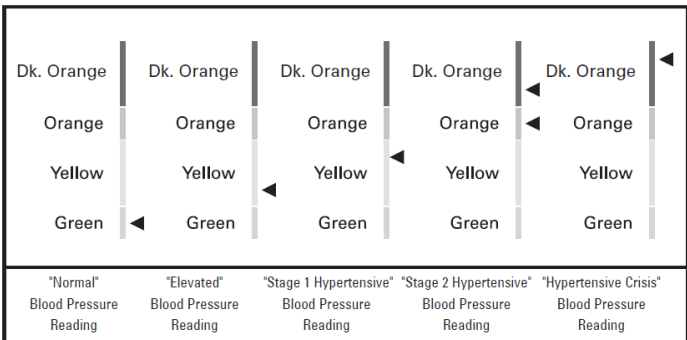 Dk. Orange Dk. Orange Dk. Orange Dk. Orange Dk. Orange
Orange Orange Orange Orange Orange
Yellow Yellow Yellow Yellow Yellow
Green Green Green Green Green
"Normal" "Elevated" "Stage 1 Hypertensive" "Stage 2 Hypertensive" "Hypertensive Crisis"
Blood Pressure Blood Pressure Blood Pressure Blood Pressure Blood Pressure
Reading Reading Reading Reading Reading